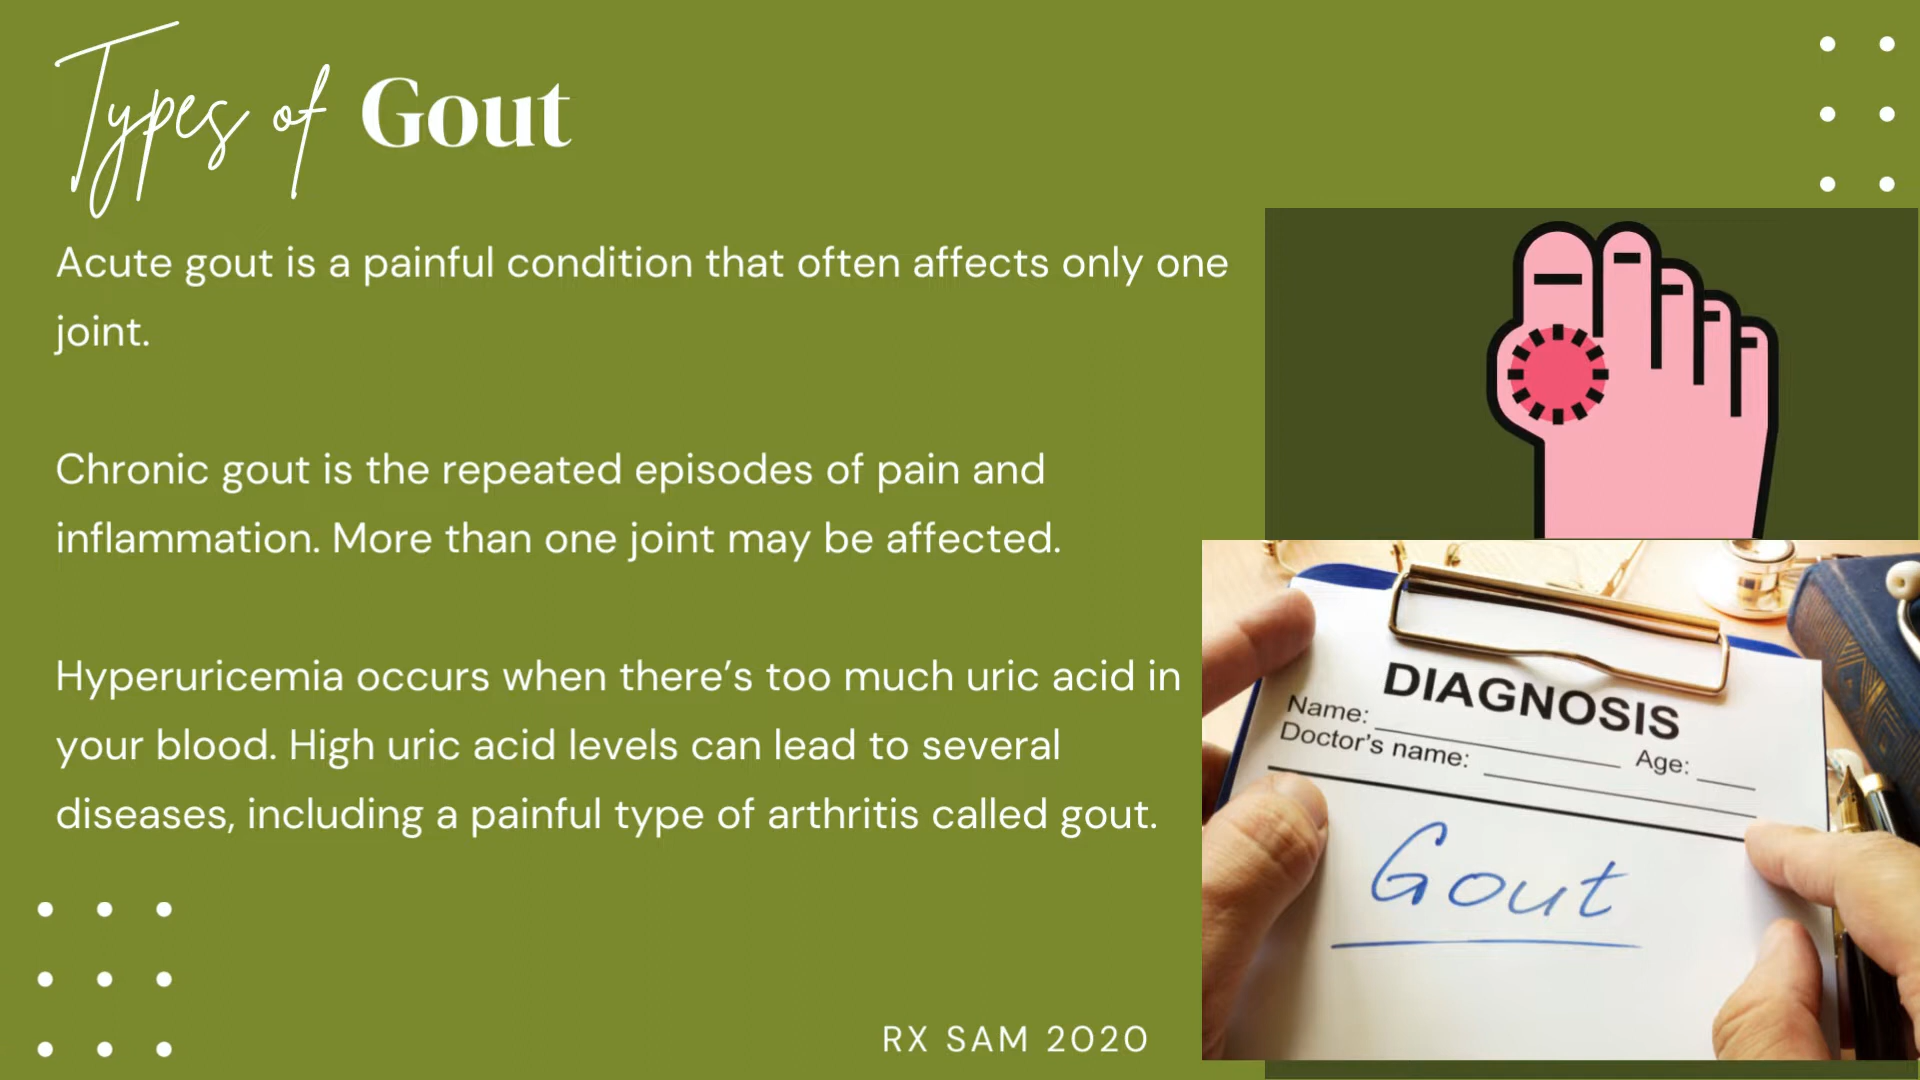 Types of Gout
Acute gout is a painful condition that often affects only one
joint.
Chronic gout is the repeated episodes of pain and
inflammation. More than one joint may be affected.
Hyperuricemia occurs when there’s too much uric acid in
your blood. High uric acid levels can lead to several
diseases, including a painful type of arthritis called gout.
DIAGNOSIS
Name:
Age:
Doctor's name:
Gout
RX SAM 2020